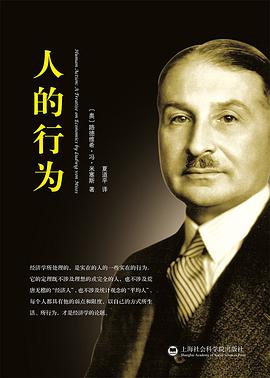 人的行为
Human Action: A Treatise on Economics by Ludwig von Mises
〔奥〕路德维希·冯·米塞斯 著
夏道平 译
经济学所处理的，是实在的人的一些实在的行为。
它的定理既不涉及理想的或完全的人，也不涉及荒
唐无稽的“经济人”，也不涉及统计观念的“平均人”。
每个人都具有他的弱点和限度，以自己的方式所生
活、所行为，才是经济学的论题。
上海社会科学院出版社
Shanghai Academy of Social Sciences Press